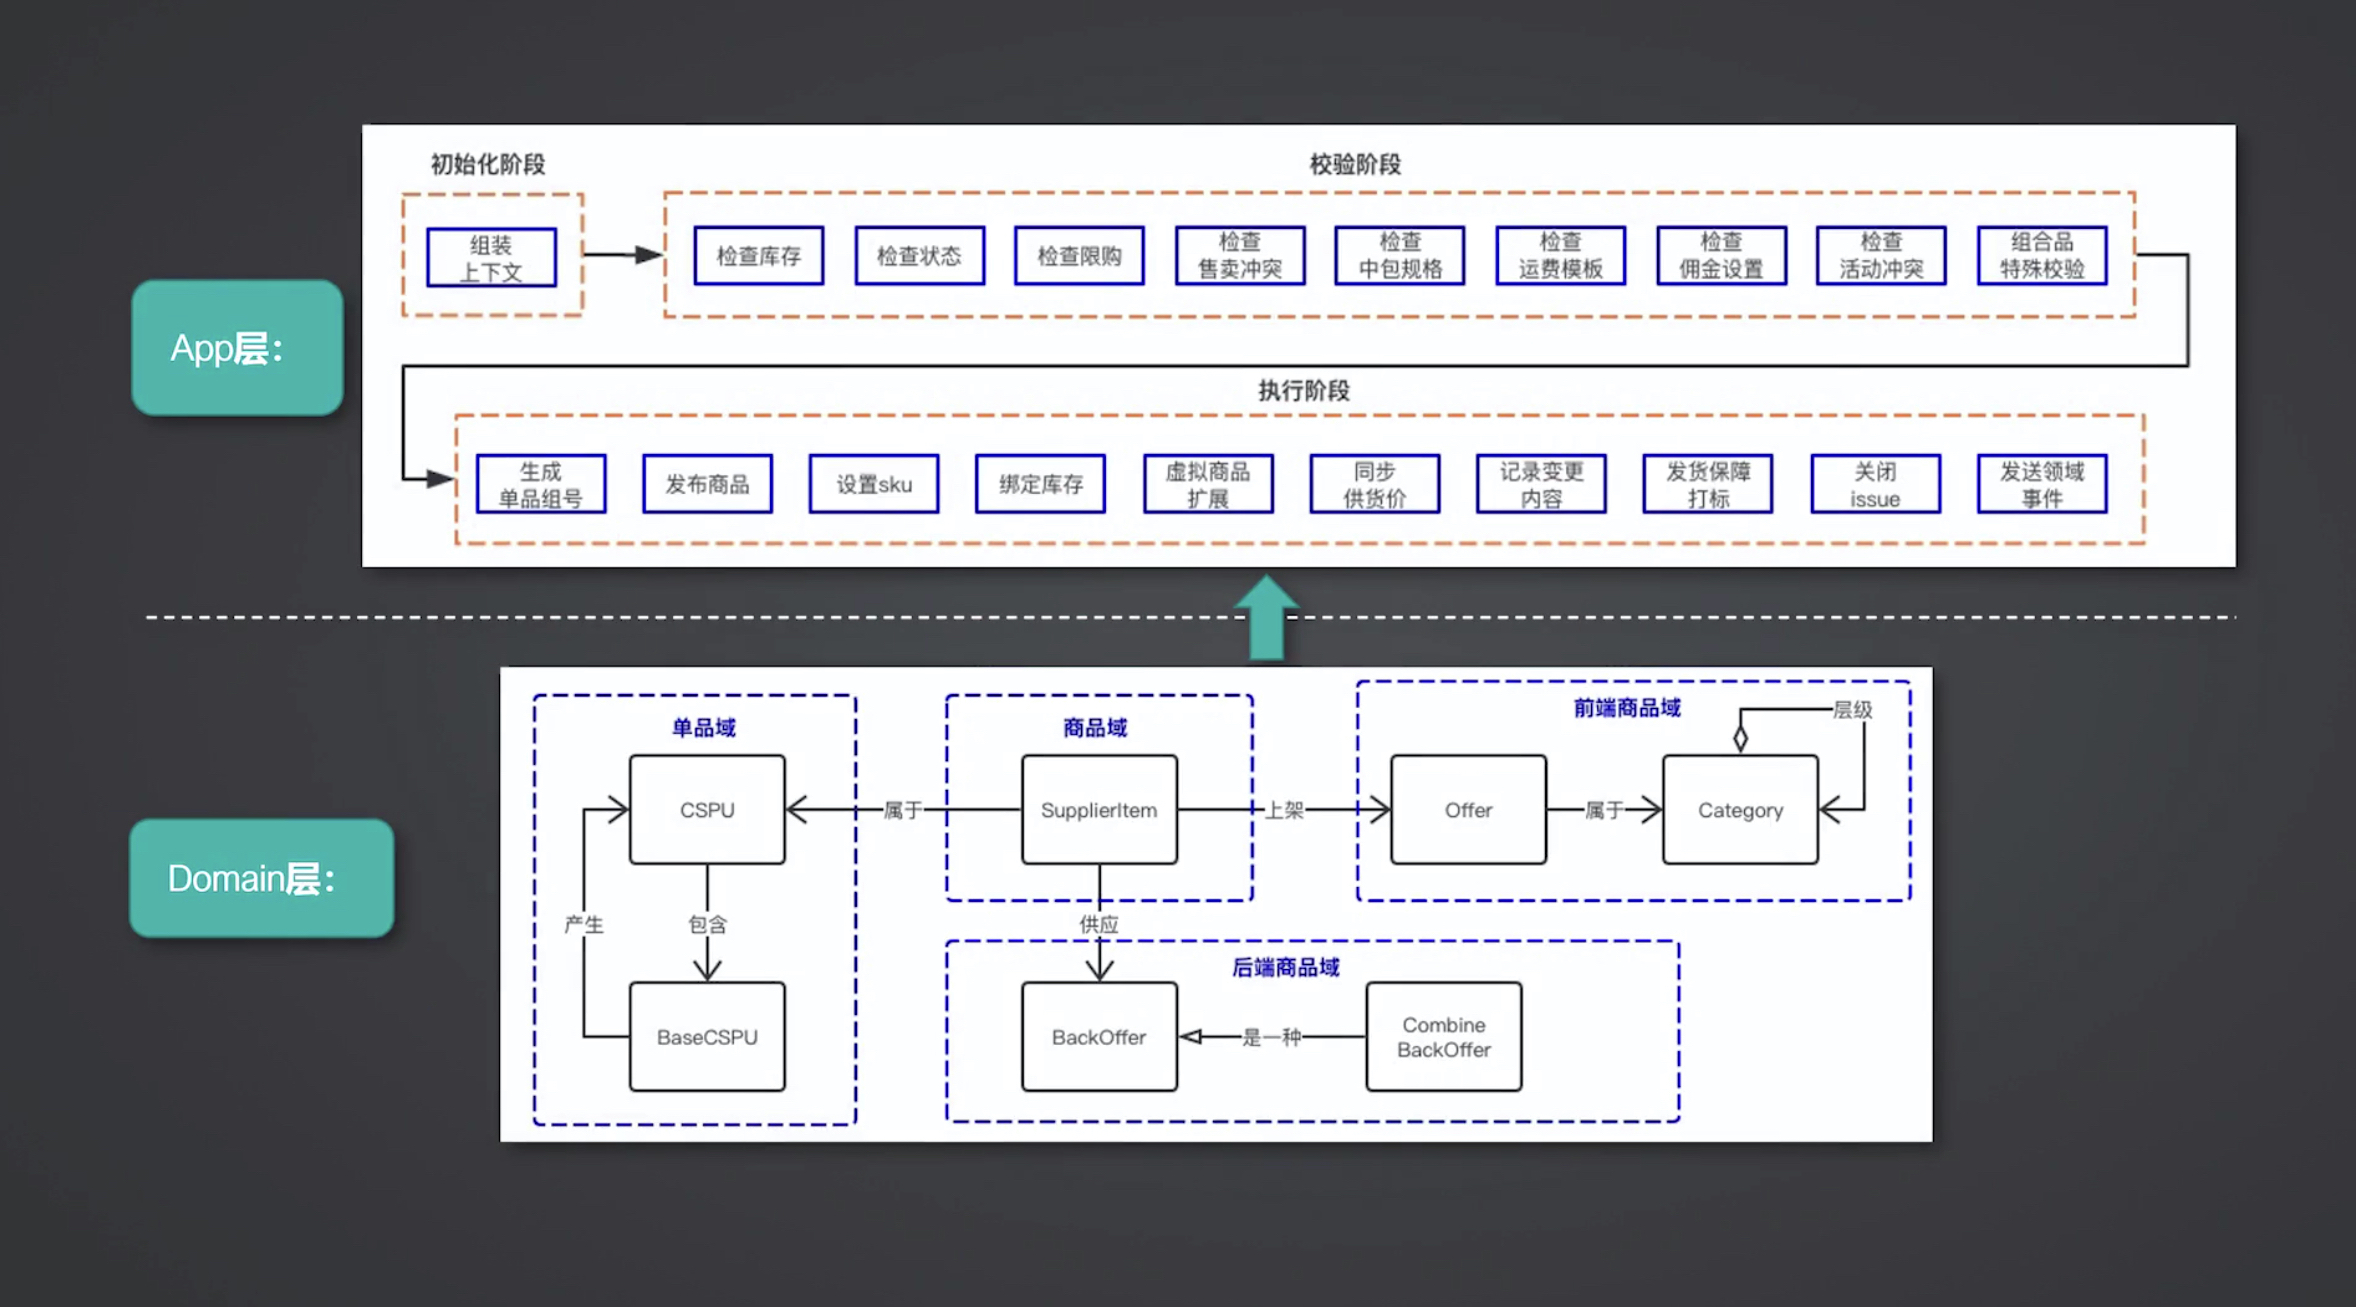 App层：
初始化阶段
组装
上下文
校验阶段
检查库存
检查状态
检查限购
检查
售卖冲突
检查
中包规格
检查
运费模板
检查
佣金设置
检查
活动冲突
组合品
特殊校验
执行阶段
生成
单品组号
发布商品
设置sku
绑定库存
虚拟商品
扩展
同步
供货价
记录变更
内容
发货保障
打标
关闭
issue
发送领域
事件
Domain层：
单品域
CSPU
产生
包含
BaseCSPU
属于
商品域
SupplierItem
上架
供应
前端商品域
层级
Offer
属于
Category
后端商品域
BackOffer
是一种
Combine
BackOffer